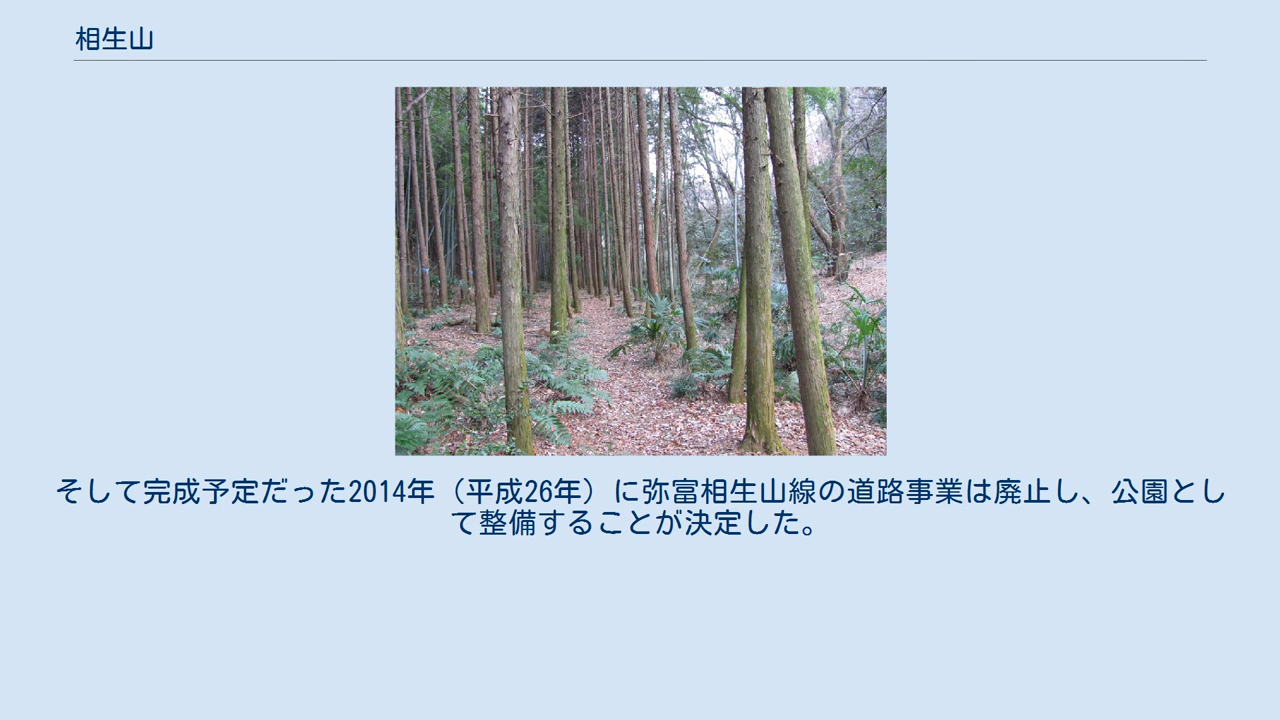 相生山
そして完成予定だった2014年（平成26年）に弥富相生山線の道路事業は廃止し、公園とし
て整備することが決定した。